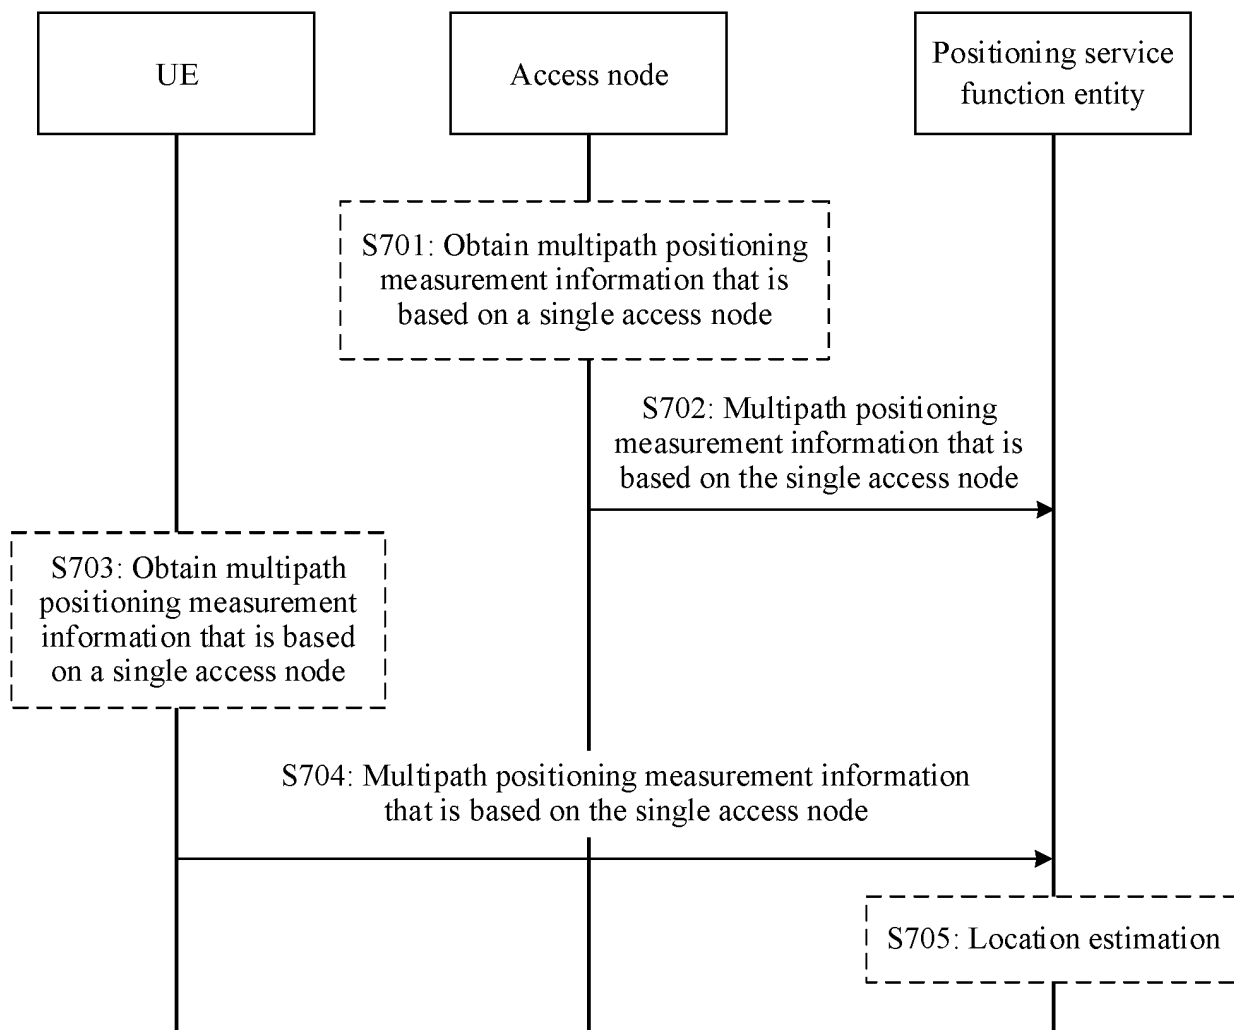 UE
Access node
Positioning service
function entity
S701: Obtain multipath positioning
measurement information that is
based on a single access node
S702: Multipath positioning
measurement information that is
based on the single access node
S703: Obtain multipath
positioning measurement
information that is based
on a single access node
S704: Multipath positioning measurement information
that is based on the single access node
S705: Location estimation